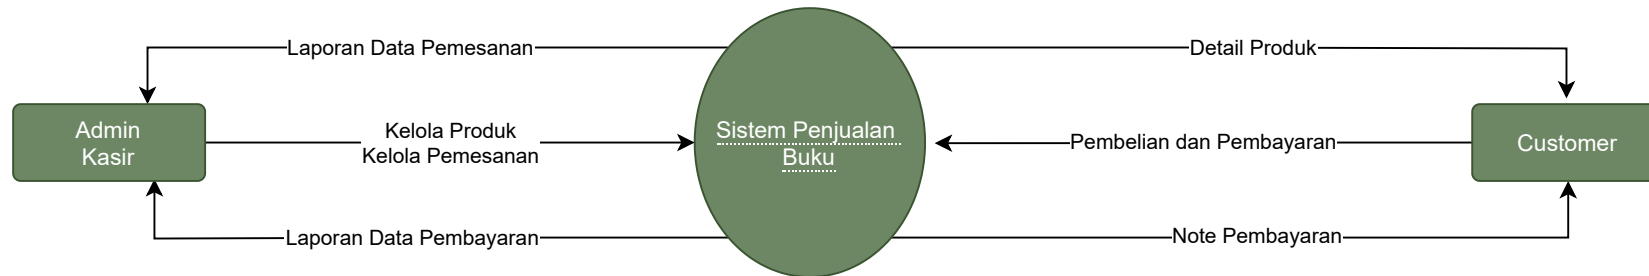 Laporan Data Pemesanan
Detail Produk
Admin
Kasir
Kelola Produk
Kelola Pemesanan
Sistem Penjualan
Buku
Pembelian dan Pembayaran
Customer
Laporan Data Pembayaran
Note Pembayaran